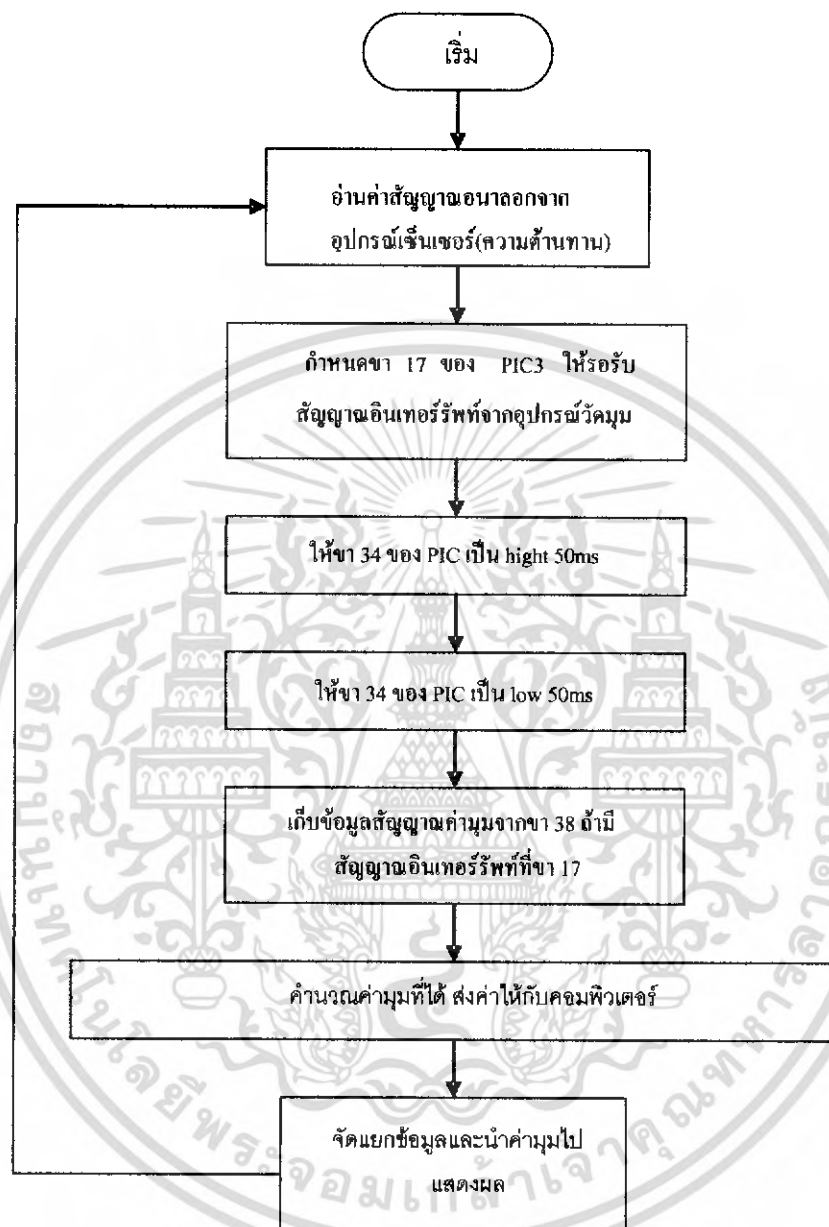 เริ่ม
อ่านค่าสัญญาณอนาลอกจาก
อุปกรณ์เซ็นเซอร์(ความต้านทาน)
กำหนดขา 17 ของ PIC3 ให้รอรับ
สัญญาณอินเทอร์รัพท์จากอุปกรณ์วัดมุม
ให้ขา 34 ของ PIC เป็น hight 50ms
ให้ขา 34 ของ PIC เป็น low 50ms
เก็บข้อมูลสัญญาณค่ามุมจากขา 38 ถ้ามี
สัญญาณอินเทอร์รัพท์ที่ขา 17
คำนวณค่ามุมที่ได้ ส่งค่าให้กับคอมพิวเตอร์
จัดแยกข้อมูลและนำค่ามุมไป
แสดงผล